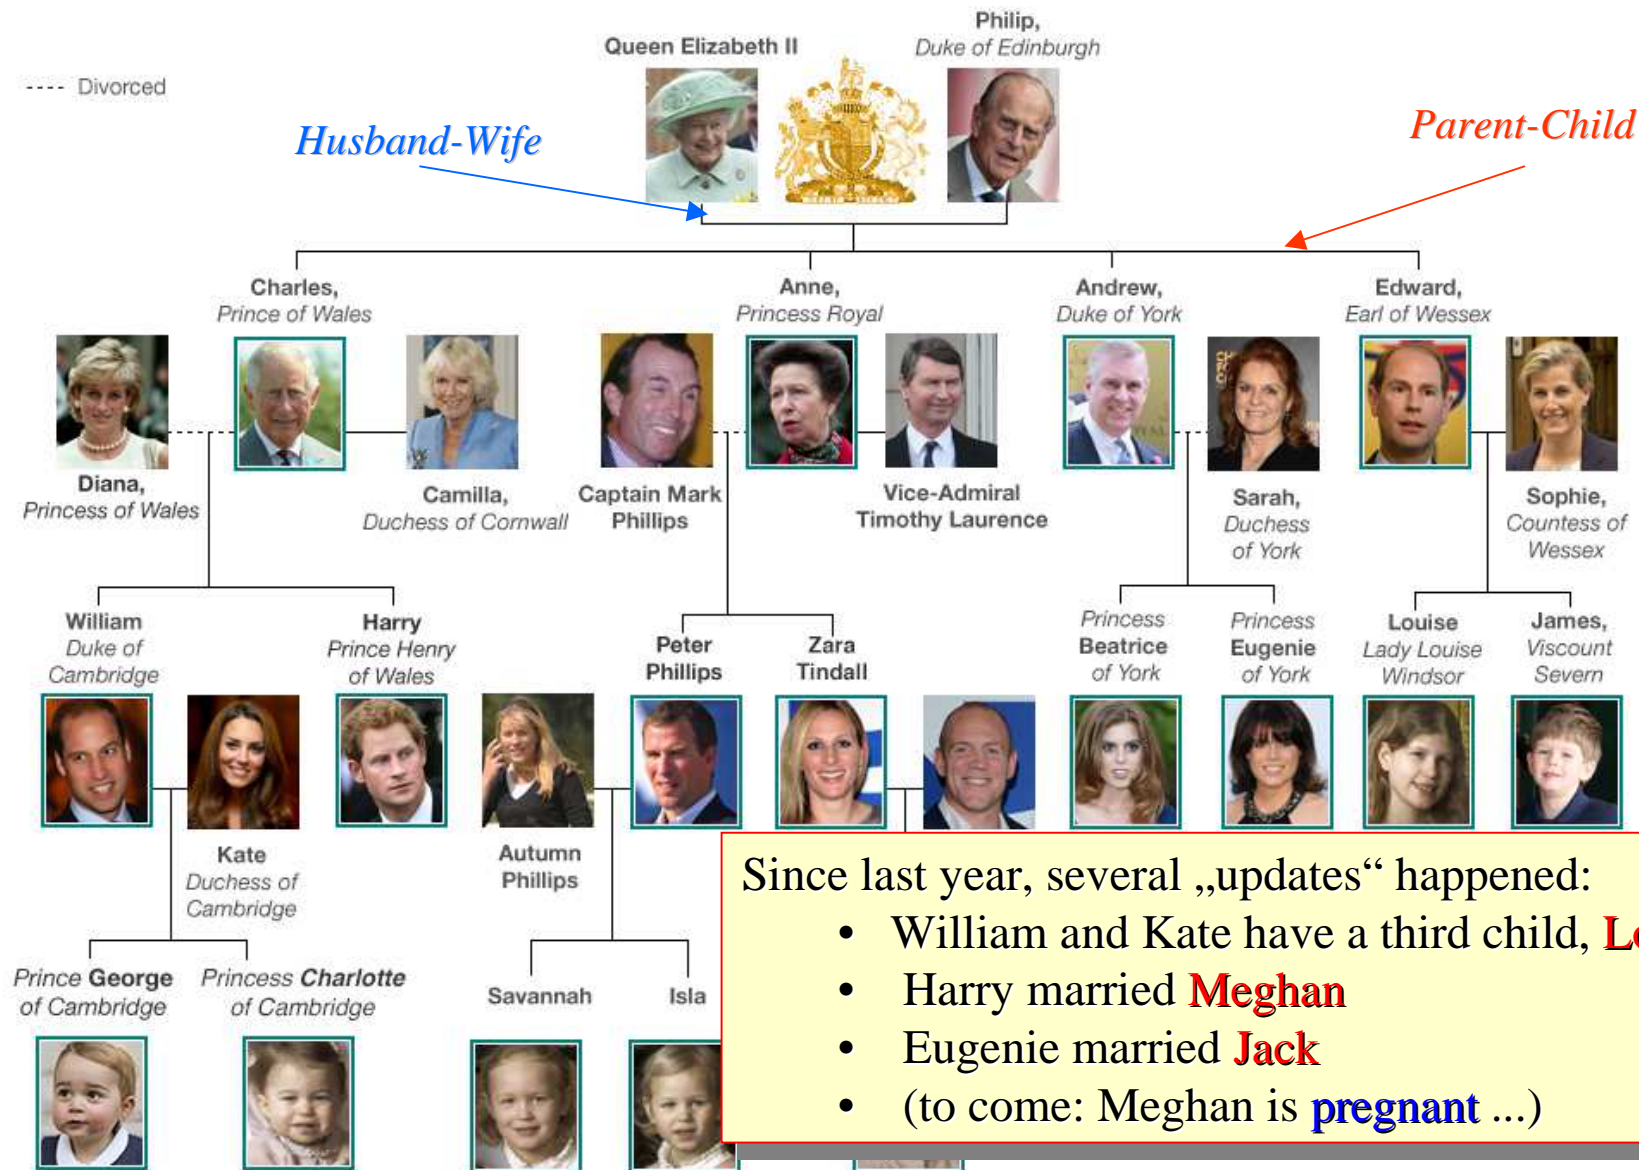 Philip,
Queen Elizabeth II
Duke of Edinburgh
---- Divorced
Husband-Wife
Parent-Child
Charles,
Prince of Wales
Anne,
Princess Royal
Andrew,
Duke of York
Edward,
Earl of Wessex
Diana,
Princess of Wales
Camilla,
Duchess of Cornwall
Captain Mark
Phillips
Vice-Admiral
Timothy Laurence
Sarah,
Duchess
of York
Sophie,
Countess of
Wessex
William
Duke of
Cambridge
Harry
Prince Henry
of Wales
Peter
Phillips
Zara
Tindall
Princess
Beatrice
of York
Princess
Eugenie
of York
Louise
Lady Louise
Windsor
James,
Viscount
Severn
Kate
Duchess of
Cambridge
Autumn
Phillips
Prince George
of Cambridge
Princess Charlotte
of Cambridge
Savannah
Isla
Since last year, several „updates“ happened:
• William and Kate have a third child,
• Harry married Meghan
• Eugenie married Jack
• (to come: Meghan is pregnant ...)